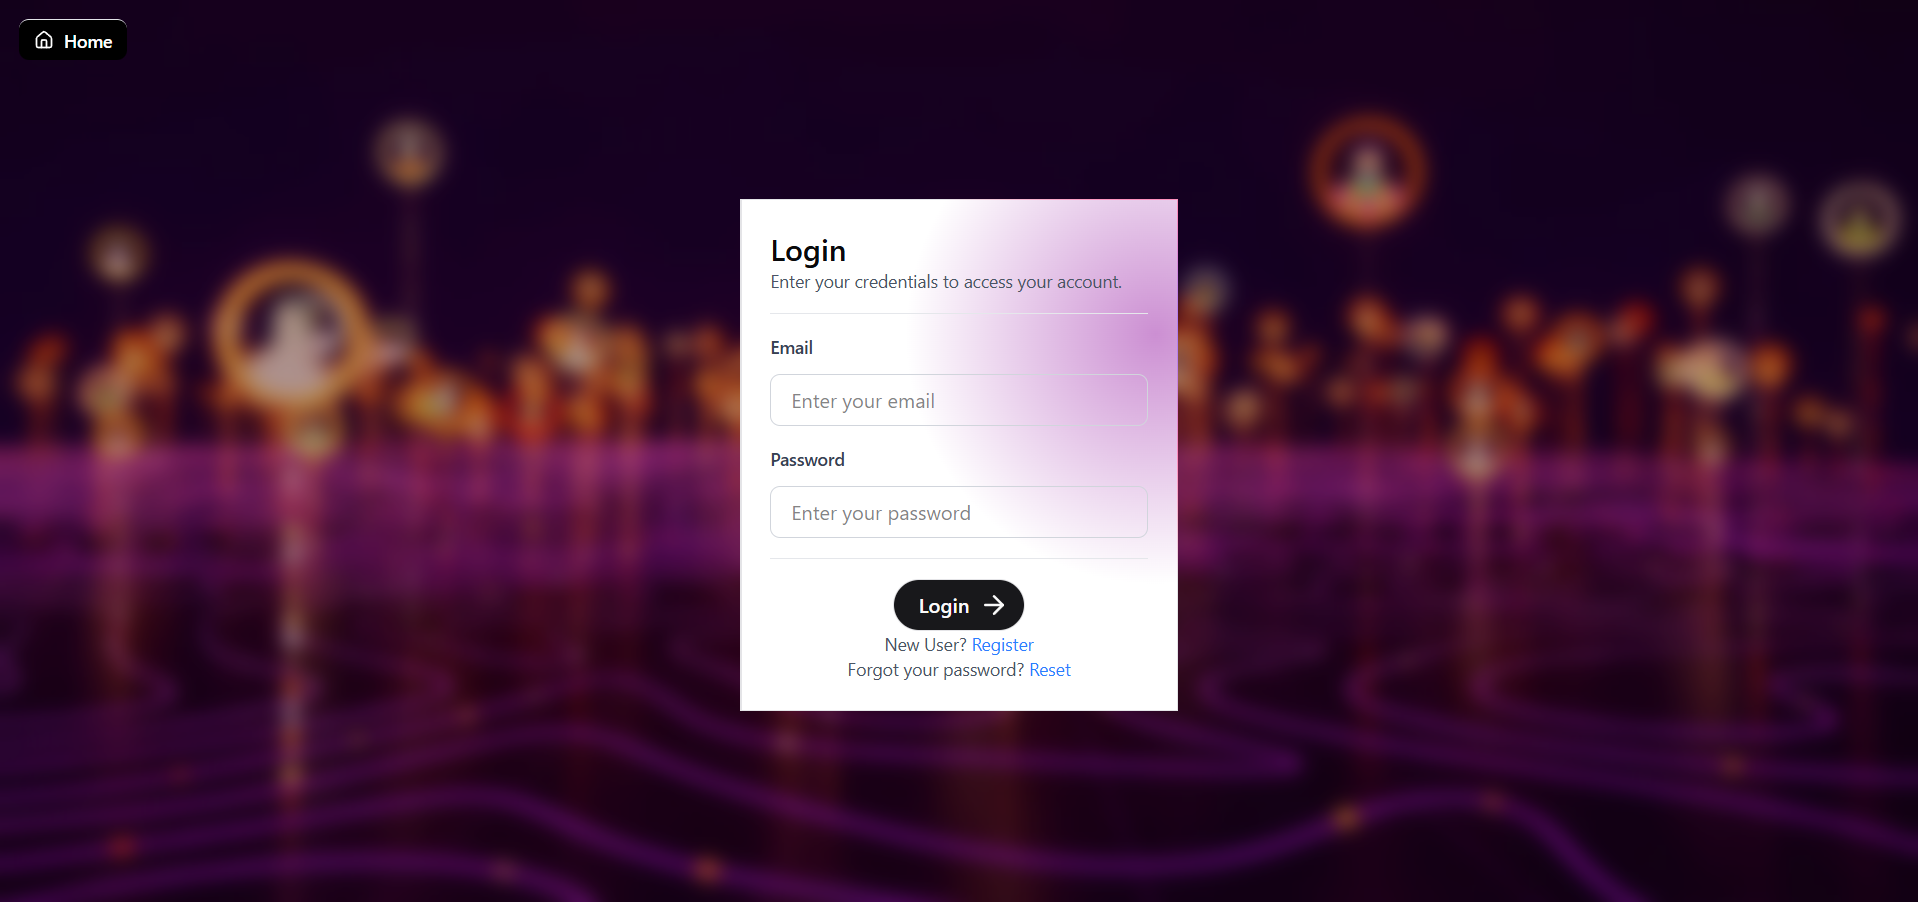 Home
Login
Enter your credentials to access your account.
Email
Enter your email
Password
Enter your password
Login
New User? Register
Forgot your password? Reset